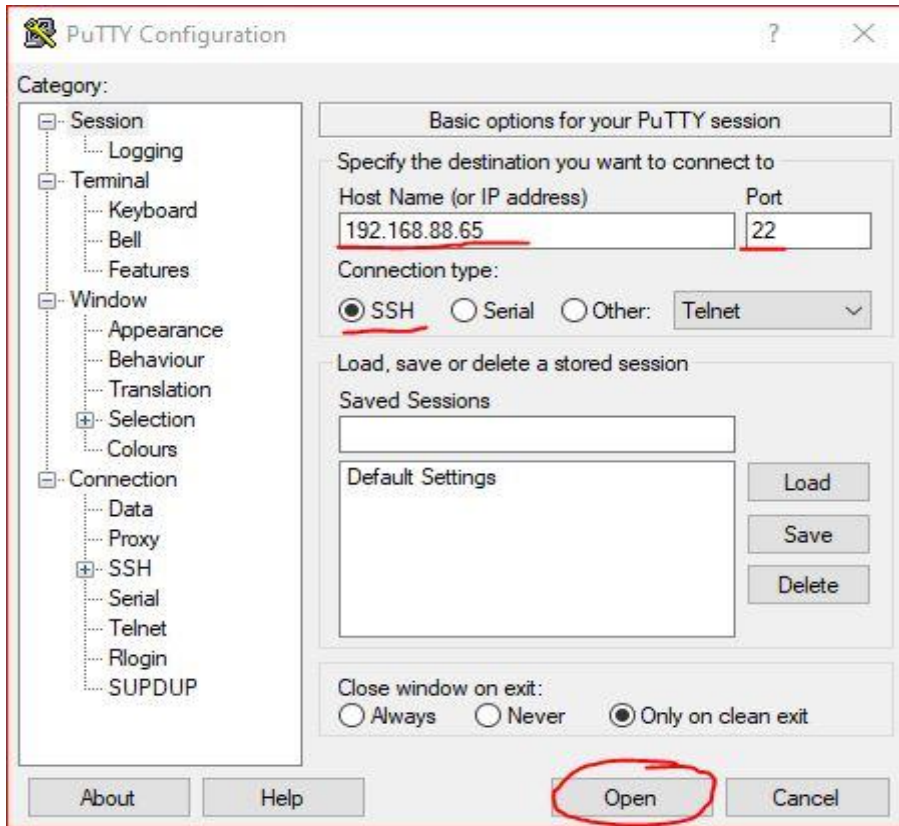 PuTTY Configuration
?
Category:
Session
Logging
Terminal
Keyboard
Bell
Features
Window
Appearance
Behaviour
Translation
Selection
Colours
Connection
Data
Proxy
SSH
Serial
Telnet
Rlogin
SUPDUP
Basic options for your PuTTY session
Specify the destination you want to connect to
Host Name (or IP address) Port
192.168.88.65 22
Connection type:
SSH Serial Other: Telnet
Load, save or delete a stored session
Saved Sessions
Default Settings
Load
Save
Delete
Close window on exit:
Always Never Only on clean exit
About Help Open Cancel